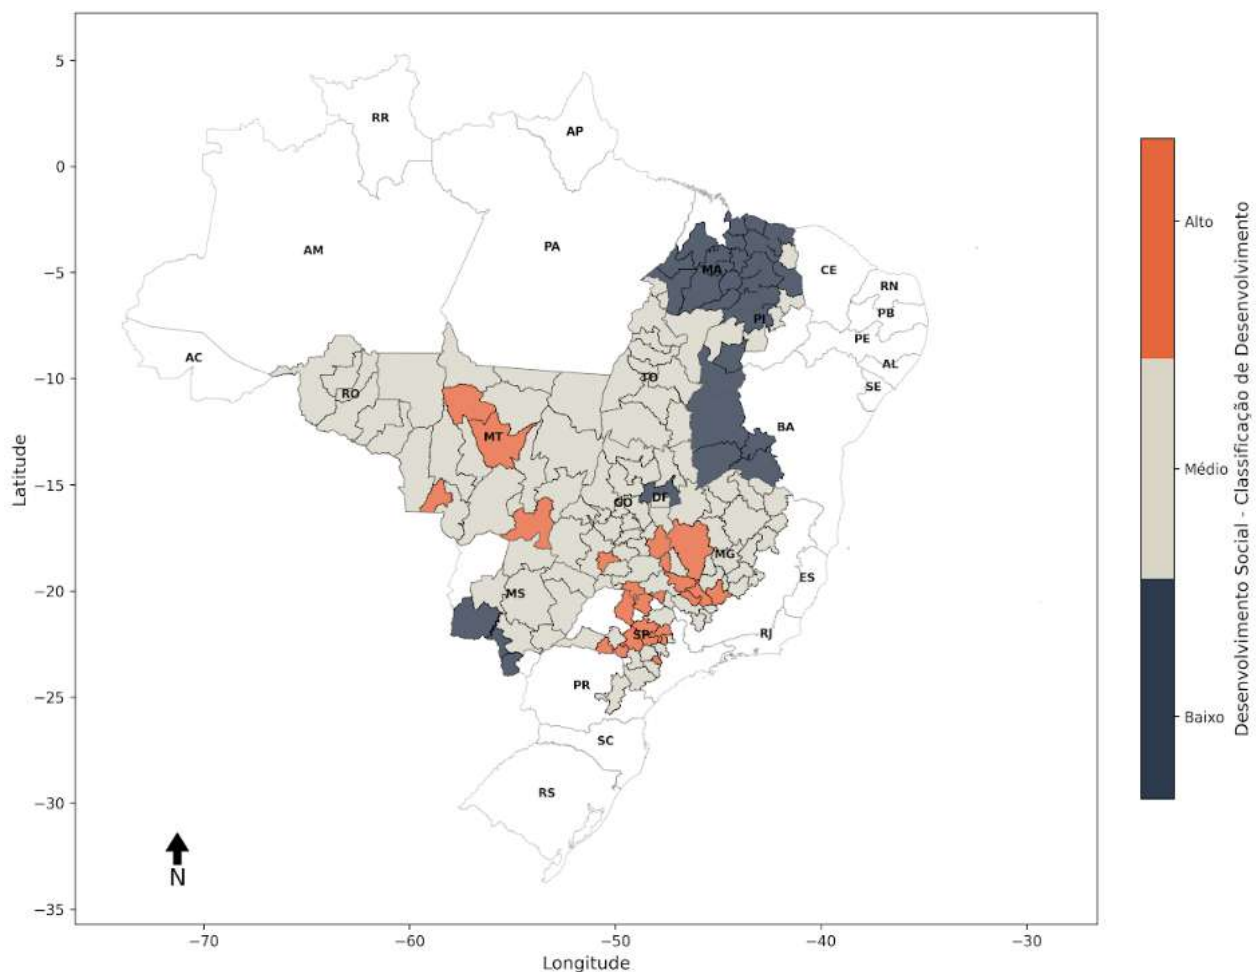 5
0
−5
−10
−15
−20
−25
−30
−35
Latitude
−70
−60
−50
−40
−30
Longitude
RR
AP
AM
PA
MA
CE
RN
PB
PI
PE
AC
AL
TO
SE
RO
BA
MT
DF
GO
MG
MS
ES
SP
RJ
PR
SC
RS
N
Alto
Médio
Baixo
Desenvolvimento Social - Classificação de Desenvolvimento